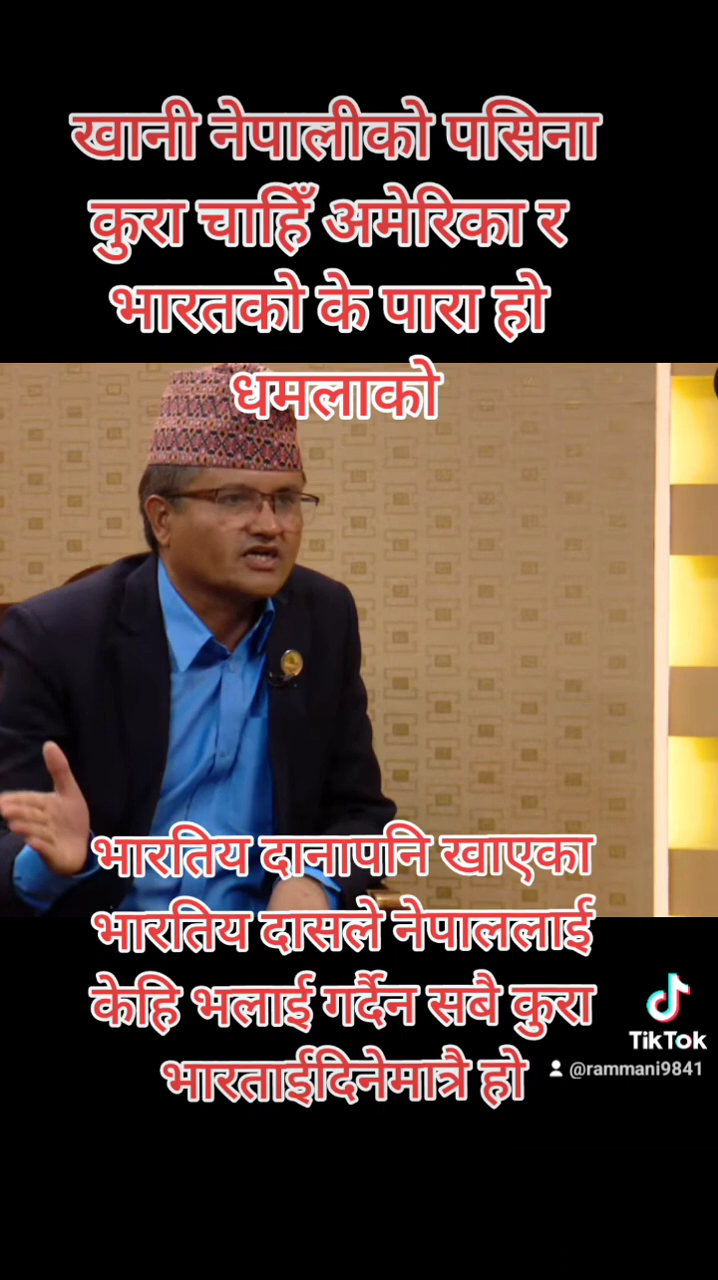 खानी नेपालीको पसिना
कुरा चाहिँ अमेरिका र
भारतको के पारा हो
धमलाको
भारतिय दानापनि खाएका
भारतिय दासले नेपाललाई
केहि भलाई गर्दैन सबै कुरा
भारताईदिनेमात्रै हो
TikTok
@rammani9841